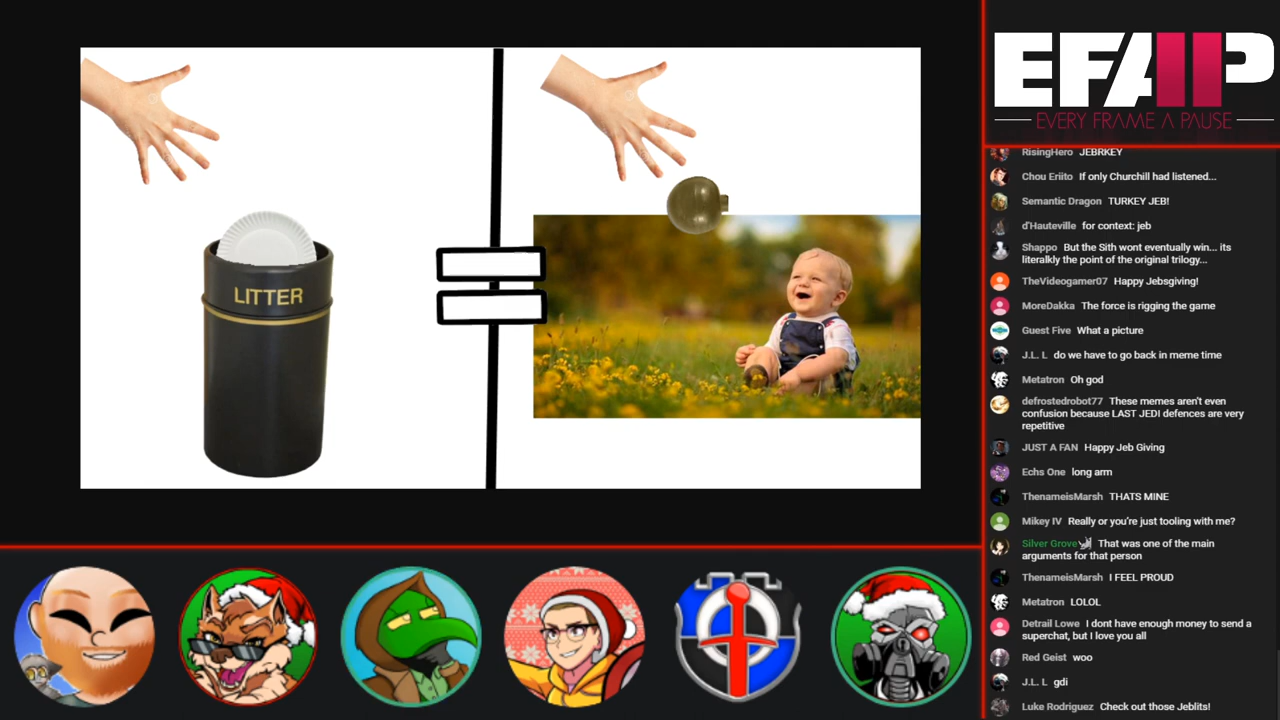 LITTER
EFAP
EVERY FRAME A PAUSE
RisingHero JEBRKEY
Chou Eriito If only Churchill had listened...
Semantic Dragon TURKEY JEB!
d'Hauteville for context: jeb
Shappo But the Sith wont eventually win... its
literalkly the point of the original trilogy...
TheVideogamer07 Happy Jebsgiving!
MoreDakka The force is rigging the game
Guest Five What a picture
J.L. L do we have to go back in meme time
Metatron Oh god
defrostedrobot77 These memes aren't even
confusion because LAST JEDI defences are very
repetitive
JUST A FAN Happy Jeb Giving
Echs One long arm
ThenameisMarsh THATS MINE
Mikey IV Really or you're just tooling with me?
Silver Grove That was one of the main
arguments for that person
ThenameisMarsh I FEEL PROUD
Metatron LOLOL
Detrail Lowe I dont have enough money to send a
superchat, but I love you all
Red Geist woo
J.L. L gdi
Luke Rodriguez Check out those Jeblits!